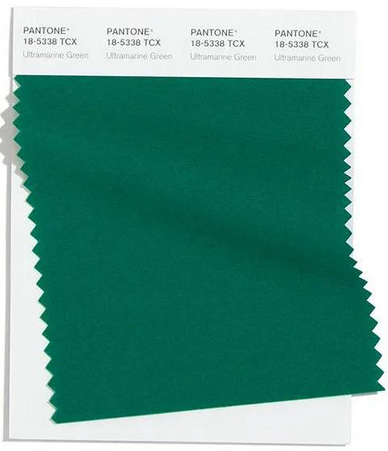 PANTONE® PANTONE® PANTONE® PANTONE®
18-5338 TCX 18-5338 TCX 18-5338 TCX 18-5338 TCX
Ultramarine Green Ultramarine Green Ultramarine Green Ultramarine Green